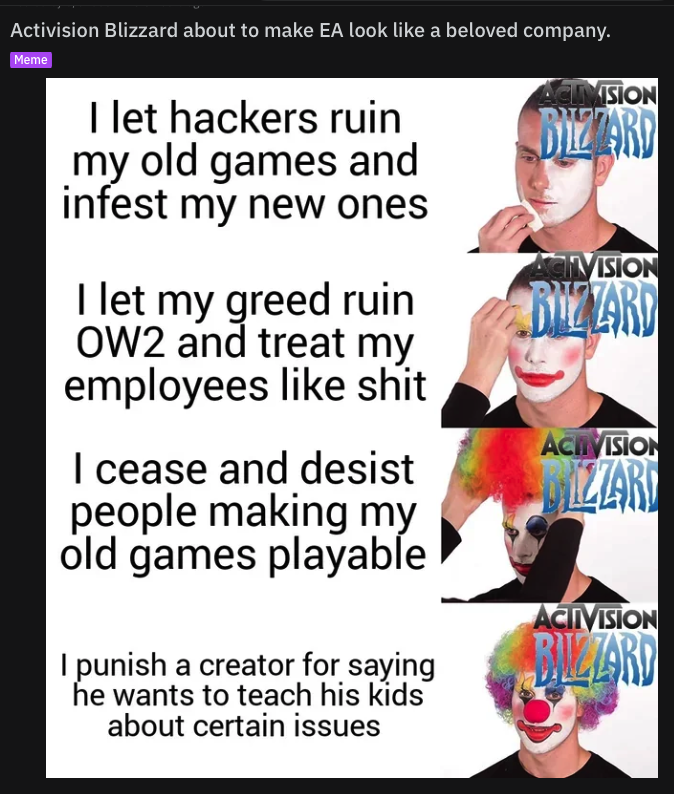 Activision Blizzard about to make EA look like a beloved company.
Meme
I let hackers ruin
my old games and
infest my new ones
ACTIVISION
BLIZZARD
I let my greed ruin
OW2 and treat my
employees like shit
ACTIVISION
BLIZZARD
I cease and desist
people making my
old games playable
ACTIVISION
BLIZZARD
I punish a creator for saying
he wants to teach his kids
about certain issues
ACTIVISION
BLIZZARD